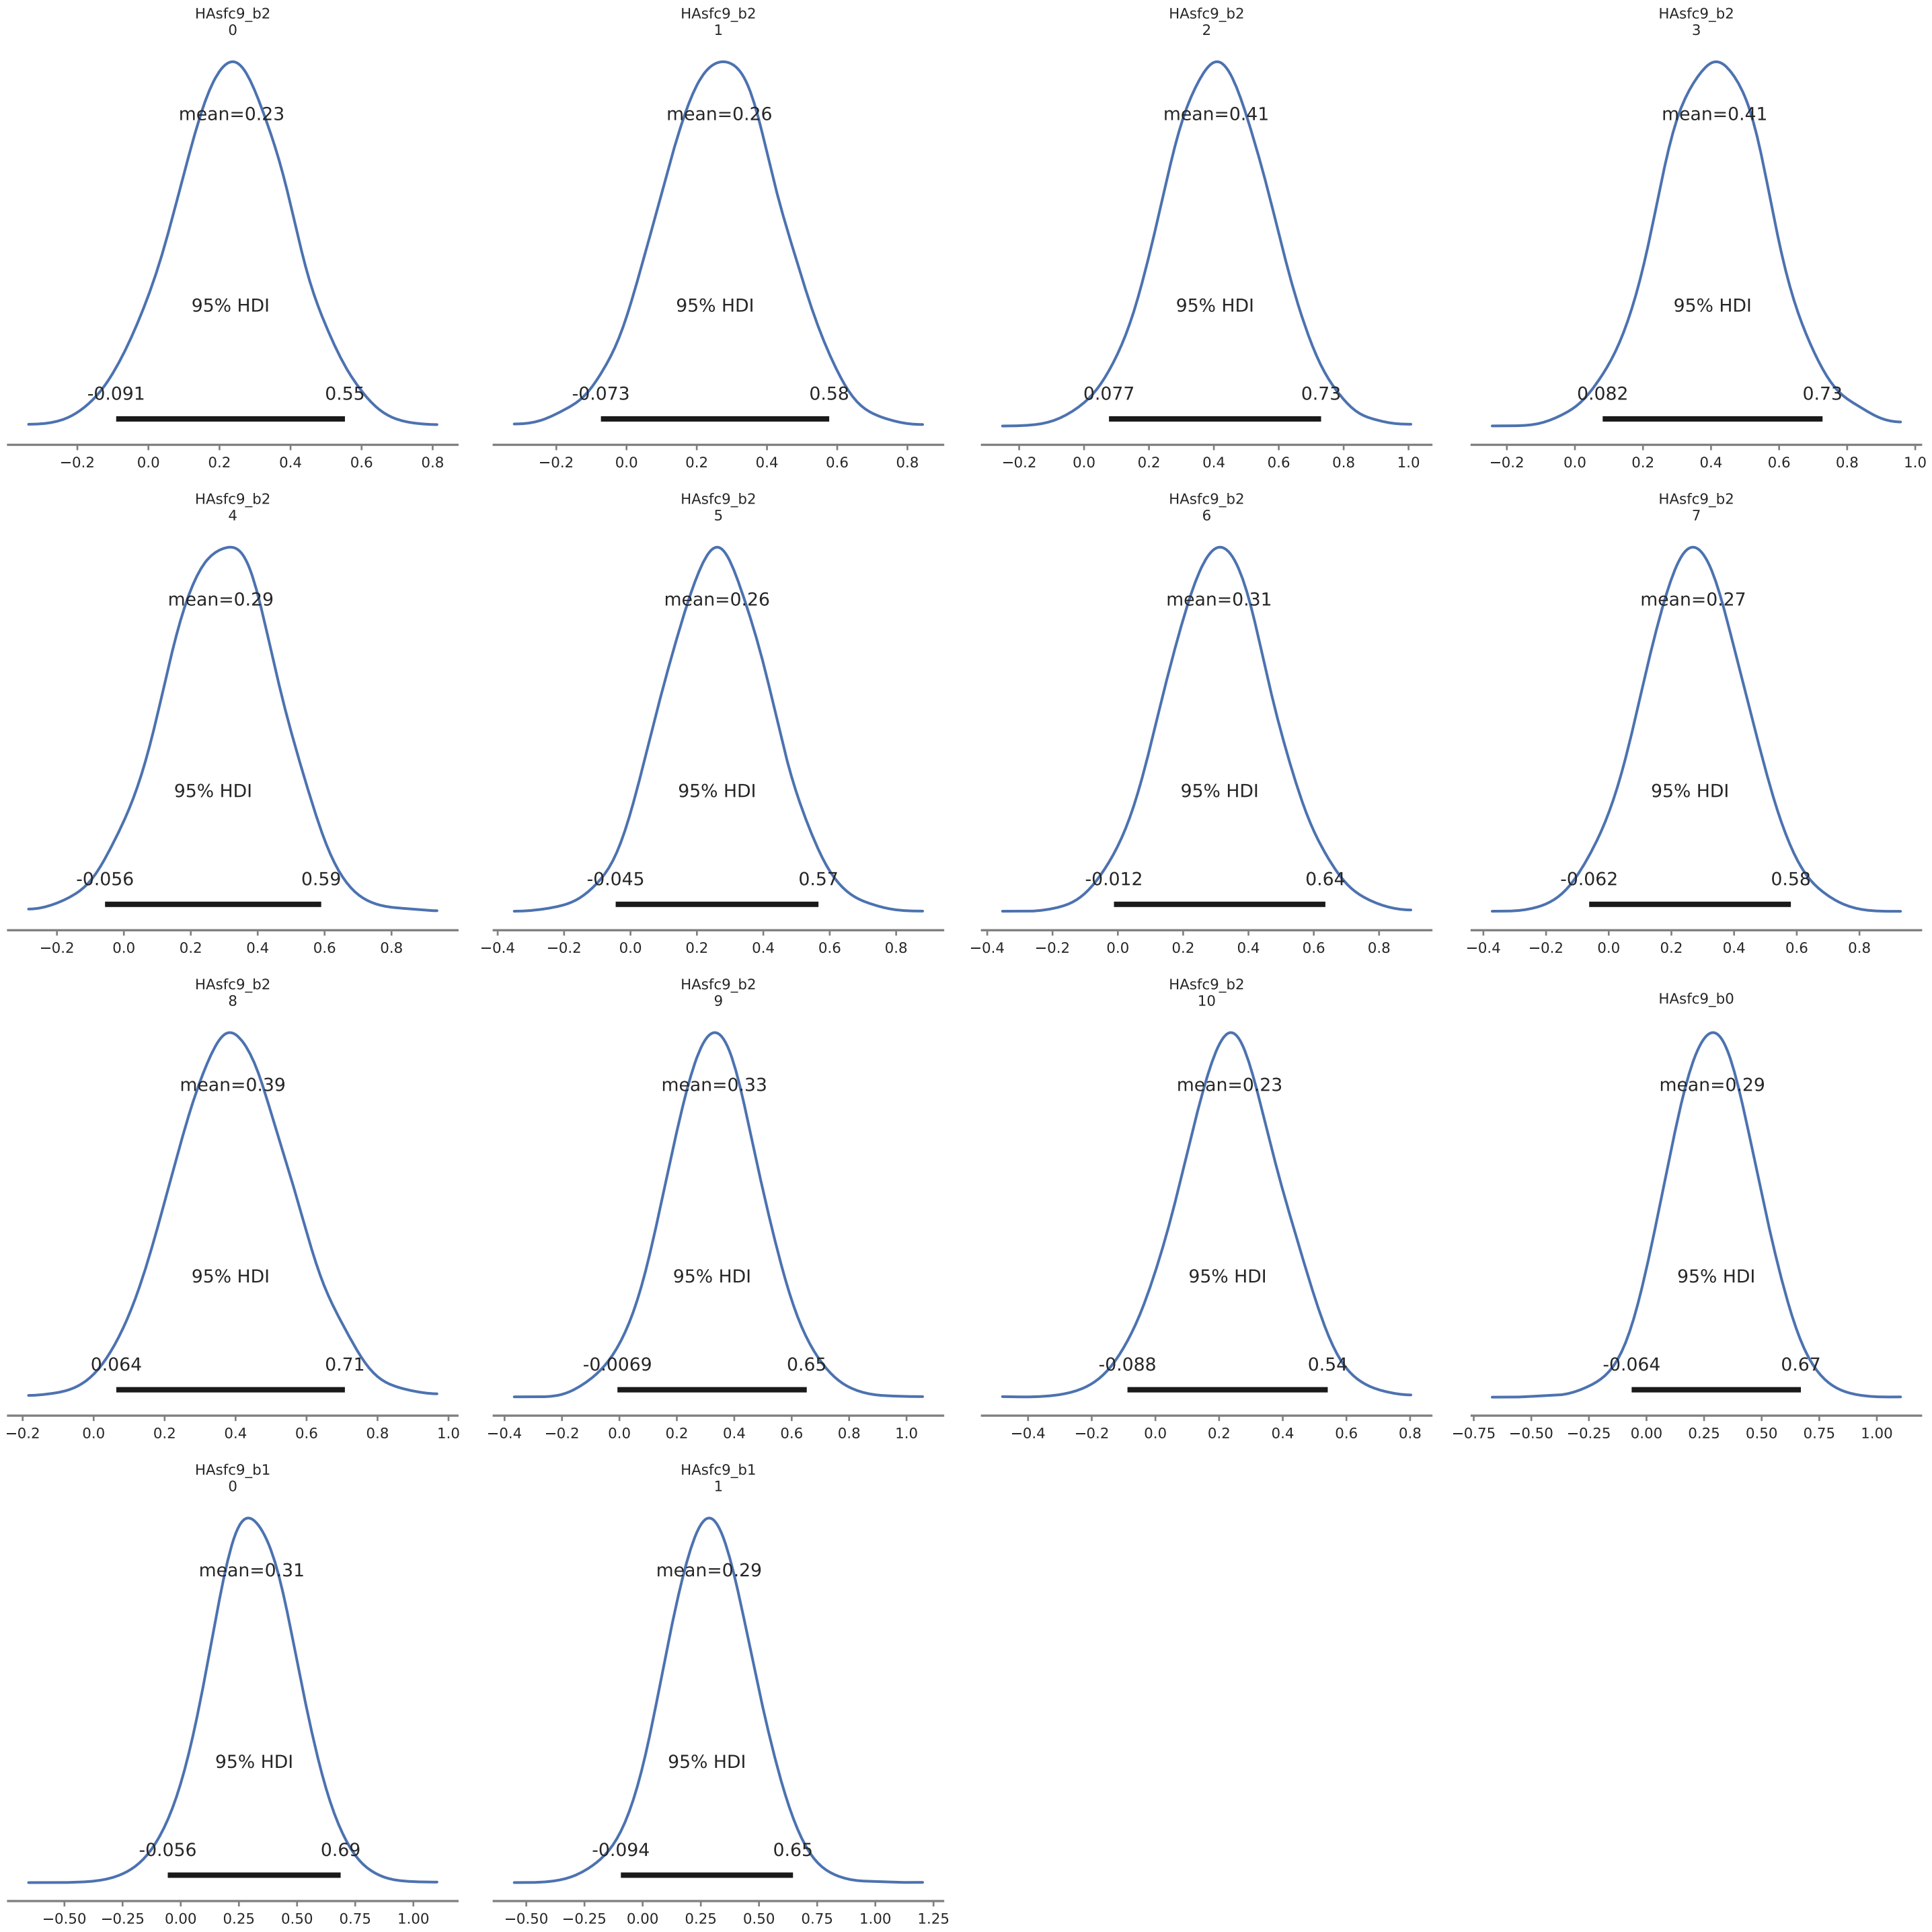 HAsfc9_b2 HAsfc9_b2 HAsfc9_b2 HAsfc9_b2
0 1 2 3
mean=0.23 mean=0.26 mean=0.41 mean=0.41
95% HDI 95% HDI 95% HDI 95% HDI
-0.091 0.55 -0.073 0.58 0.077 0.73 0.082 0.73
−0.2 0.0 0.2 0.4 0.6 0.8 −0.2 0.0 0.2 0.4 0.6 0.8 −0.2 0.0 0.2 0.4 0.6 0.8 1.0 −0.2 0.0 0.2 0.4 0.6 0.8 1.0
HAsfc9_b2 HAsfc9_b2 HAsfc9_b2 HAsfc9_b2
4 5 6 7
mean=0.29 mean=0.26 mean=0.31 mean=0.27
95% HDI 95% HDI 95% HDI 95% HDI
-0.056 0.59 -0.045 0.57 -0.012 0.64 -0.062 0.58
−0.2 0.0 0.2 0.4 0.6 0.8 −0.4 −0.2 0.0 0.2 0.4 0.6 0.8 −0.4 −0.2 0.0 0.2 0.4 0.6 0.8 −0.4 −0.2 0.0 0.2 0.4 0.6 0.8
HAsfc9_b2 HAsfc9_b2 HAsfc9_b2 HAsfc9_b0
8 9 10
mean=0.39 mean=0.33 mean=0.23 mean=0.29
95% HDI 95% HDI 95% HDI 95% HDI
0.064 0.71 -0.0069 0.65 -0.088 0.54 -0.064 0.67
−0.2 0.0 0.2 0.4 0.6 0.8 1.0 −0.4 −0.2 0.0 0.2 0.4 0.6 0.8 1.0 −0.4 −0.2 0.0 0.2 0.4 0.6 0.8 −0.75 −0.50 −0.25 0.00 0.25 0.50 0.75 1.00
HAsfc9_b1 HAsfc9_b1
0 1
mean=0.31 mean=0.29
95% HDI 95% HDI
-0.056 0.69 -0.094 0.65
−0.50 −0.25 0.00 0.25 0.50 0.75 1.00 −0.50 −0.25 0.00 0.25 0.50 0.75 1.00 1.25